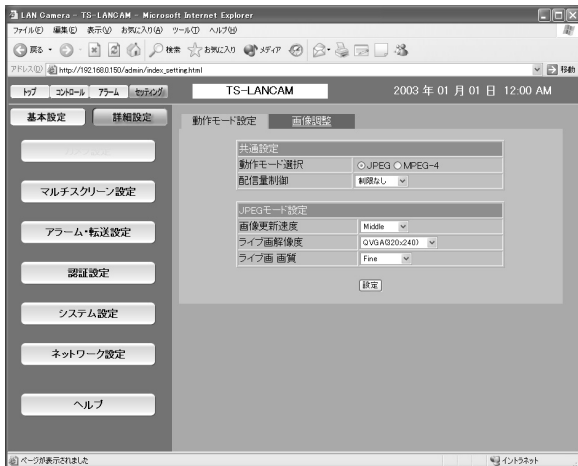 LAN Camera - TS-LANCAM - Microsoft Internet Explorer
ファイル(F) 編集(E) 表示(V) お気に入り(A) ツール(T) ヘルプ(H)
戻る 検索 お気に入り メディア
アドレス(D) http://192.168.0.150/admin/index_setting.html 移動
トップ コントロール アラーム セッティング TS-LANCAM 2003 年 01 月 01 日 12:00 AM
基本設定 詳細設定 動作モード設定 画像調整
共通設定
動作モード選択 JPEG MPEG-4
配信量制御 制限なし
マルチスクリーン設定
JPEGモード設定
画像更新速度 Middle
アラーム・転送設定
ライブ画解像度 QVGA(320x240)
ライブ画 画質 Fine
認証設定
設定
システム設定
ネットワーク設定
ヘルプ
ページが表示されました イントラネット